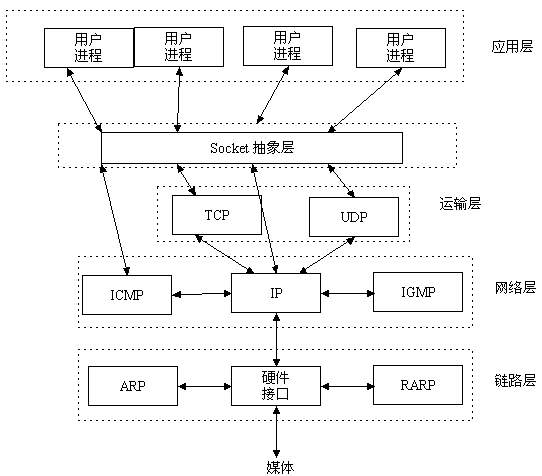 用户
进程
用户
进程
用户
进程
用户
进程
应用层
Socket 抽象层
TCP
UDP
运输层
ICMP
IP
IGMP
网络层
ARP
硬件
接口
RARP
链路层
媒体